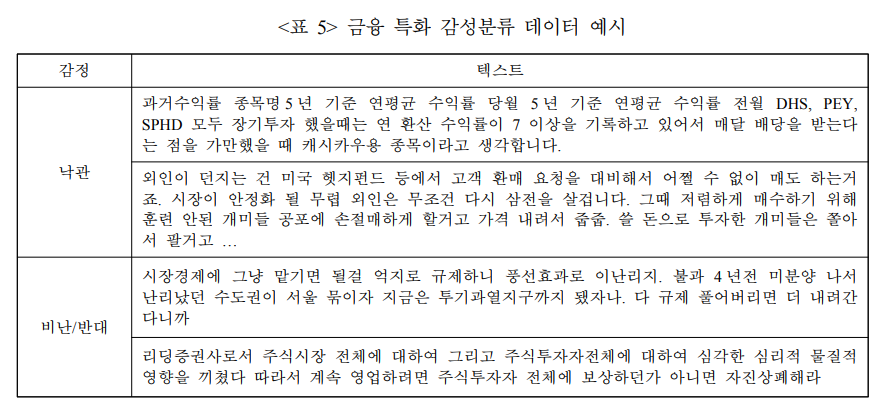 <표 5> 금융 특화 감성분류 데이터 예시
감정
텍스트
낙관
과거수익률 종목명 5 년 기준 연평균 수익률 당월 5 년 기준 연평균 수익률 전월 DHS, PEY,
SPHD 모두 장기투자 했을때는 연 환산 수익률이 7 이상을 기록하고 있어서 매달 배당을 받는다
는 점을 가만했을 때 캐시카우용 종목이라고 생각합니다.
외인이 던지는 건 미국 헷지펀드 등에서 고객 환매 요청을 대비해서 어쩔 수 없이 매도 하는거
죠. 시장이 안정화 될 무렵 외인은 무조건 다시 삼전을 살겁니다. 그때 저렴하게 매수하기 위해
훈련 안된 개미들 공포에 손절매하게 할거고 가격 내려서 줍줍. 쓸 돈으로 투자한 개미들은 쫄아
서 팔거고 …
비난/반대
시장경제에 그냥 맡기면 될걸 억지로 규제하니 풍선효과로 이난리지. 불과 4 년전 미분양 나서
난리났던 수도권이 서울 묶이자 지금은 투기과열지구까지 됐자나. 다 규제 풀어버리면 더 내려간
다니까
리딩증권사로서 주식시장 전체에 대하여 그리고 주식투자자전체에 대하여 심각한 심리적 물질적
영향을 끼쳤다 따라서 계속 영업하려면 주식투자자 전체에 보상하던가 아니면 자진상폐해라